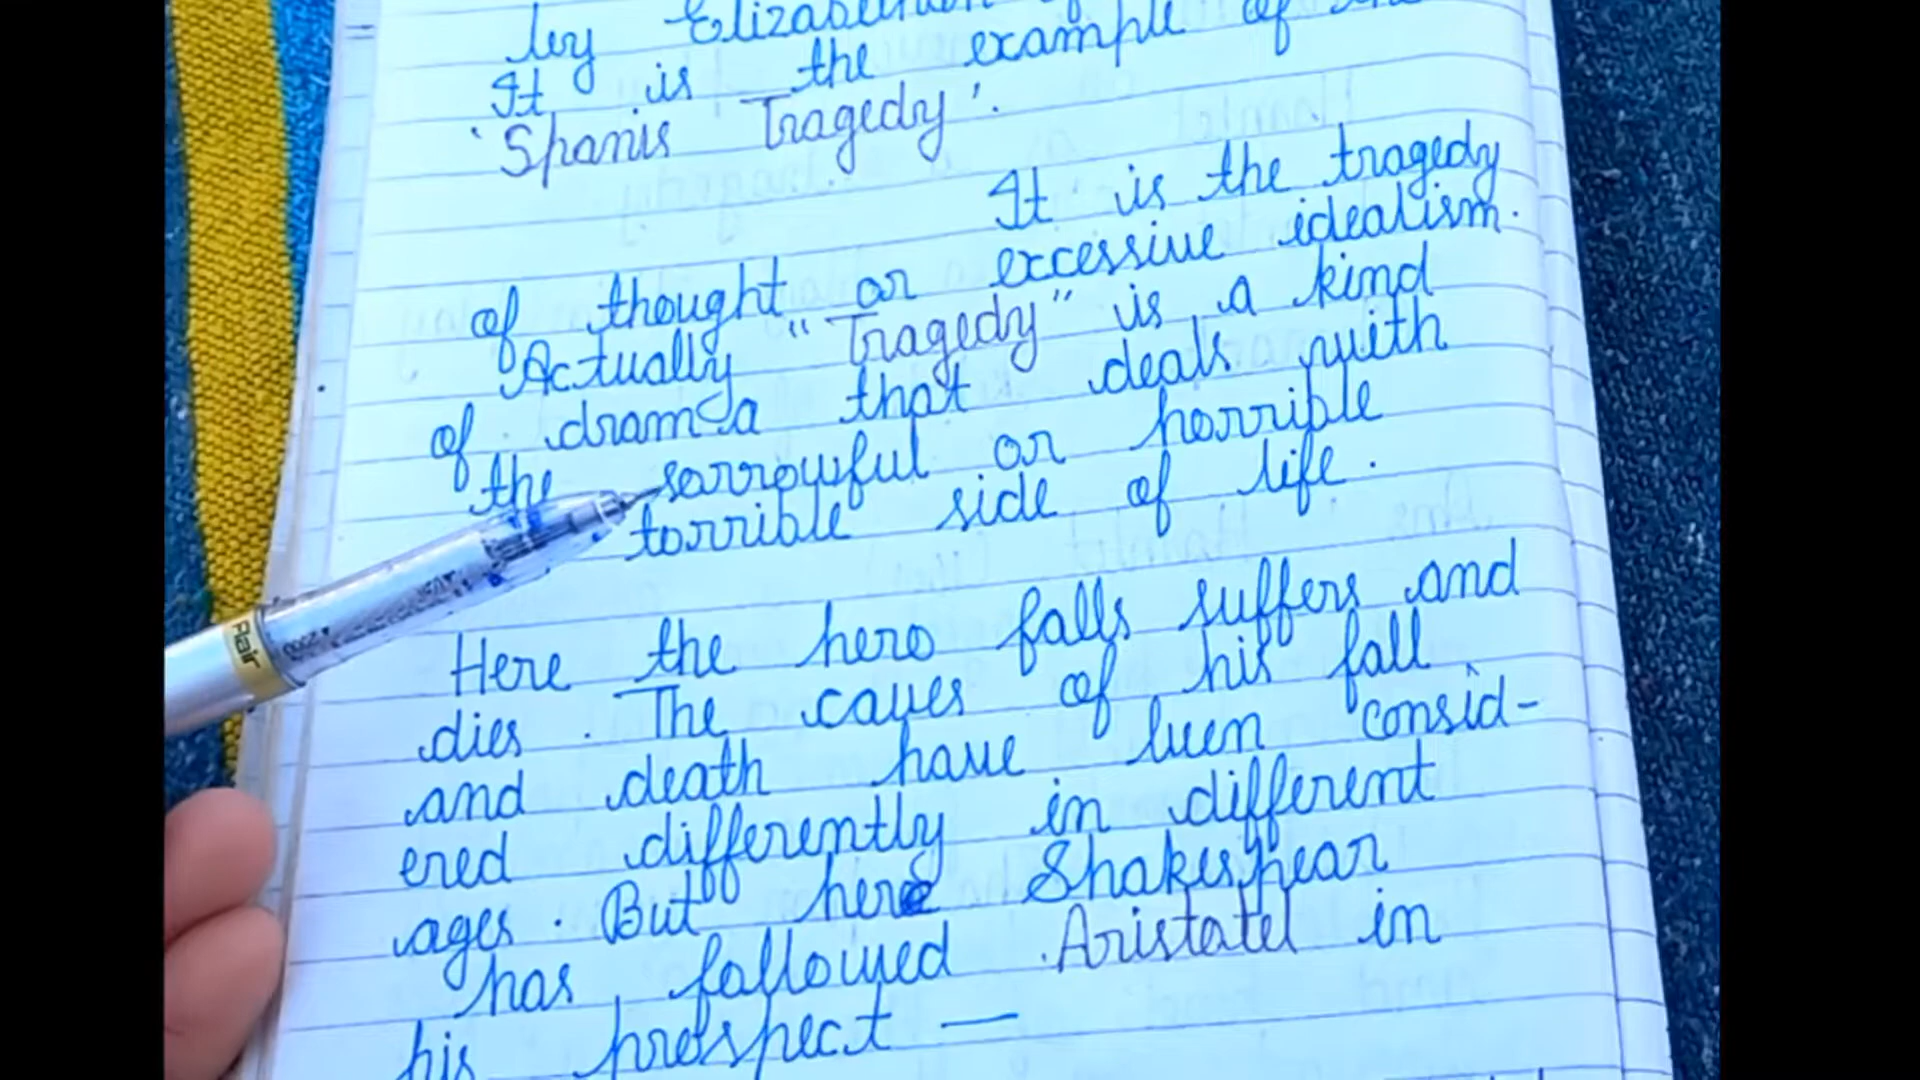 by Elizabethan
It is the example of the
'Spanis Tragedy'.
It is the tragedy
of thought or excessive idealism.
Actually "Tragedy" is a kind
of drama that deals with
the sorrowful or horrible
torrible side of life.
Here the hero falls suffers and
dies. The caues of his fall
and death have been consid-
ered differently in different
ages. But here Shakespear
has followed Aristatel in
his prospect —
Flair